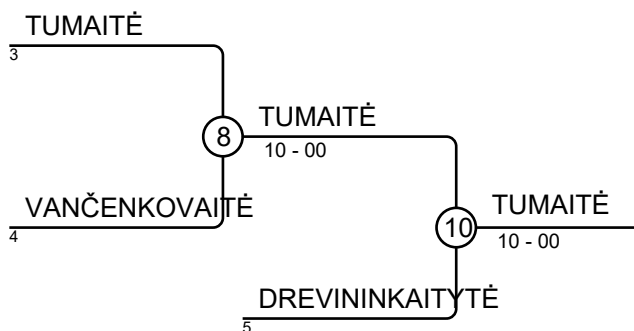 TUMAITĖ
3
8
TUMAITĖ
10 - 00
VANČENKOVAITĖ
4
10
TUMAITĖ
10 - 00
DREVININKAITYTĖ
5